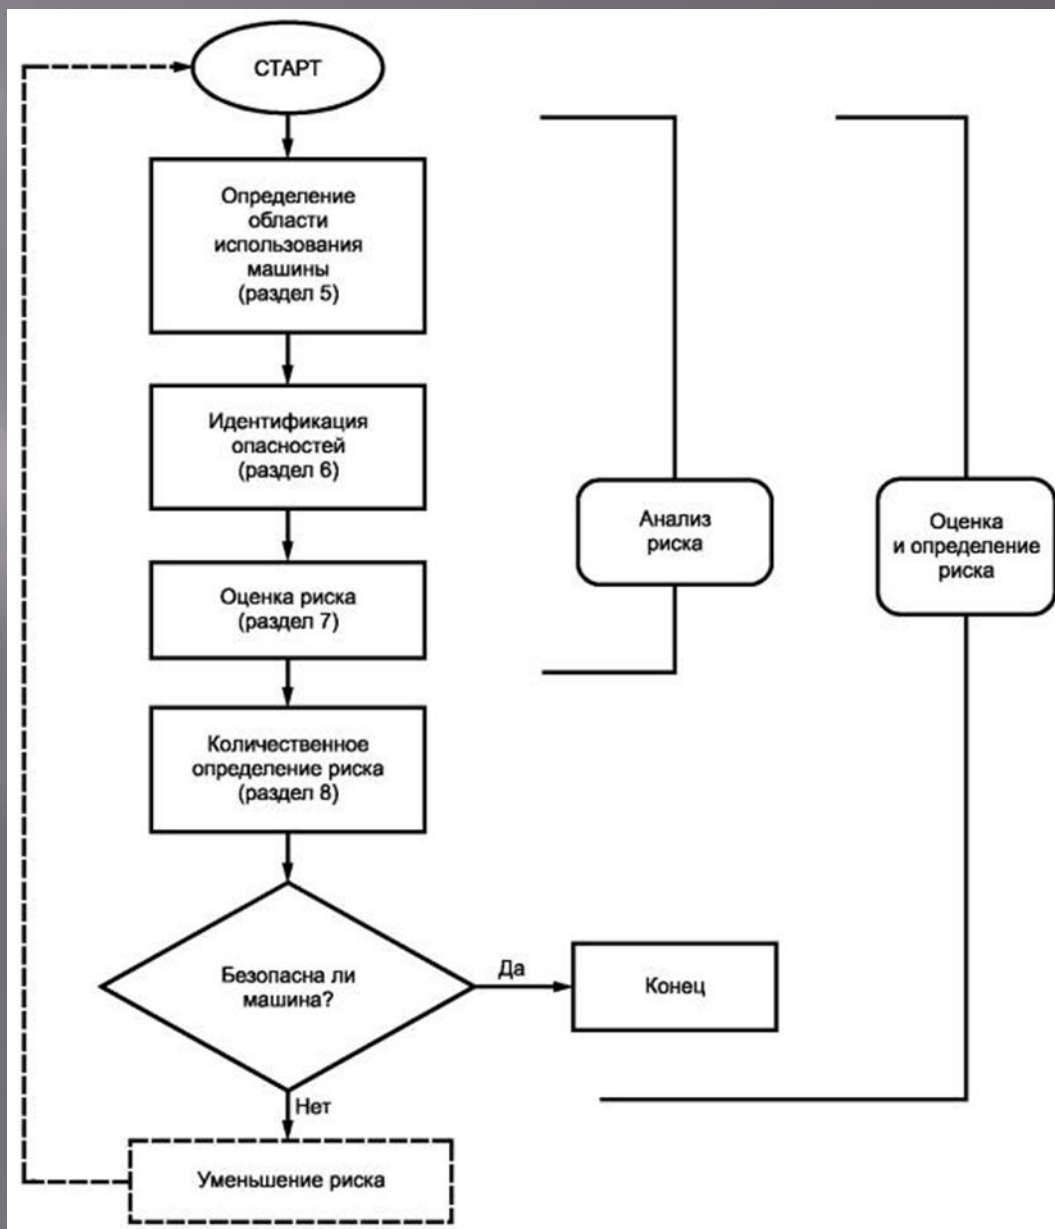 СТАРТ
Определение
области
использования
машины
(раздел 5)
Идентификация
опасностей
(раздел 6)
Оценка риска
(раздел 7)
Количественное
определение риска
(раздел 8)
Безопасна ли
машина?
Да
Конец
Нет
Уменьшение риска
Анализ
риска
Оценка
и определение
риска